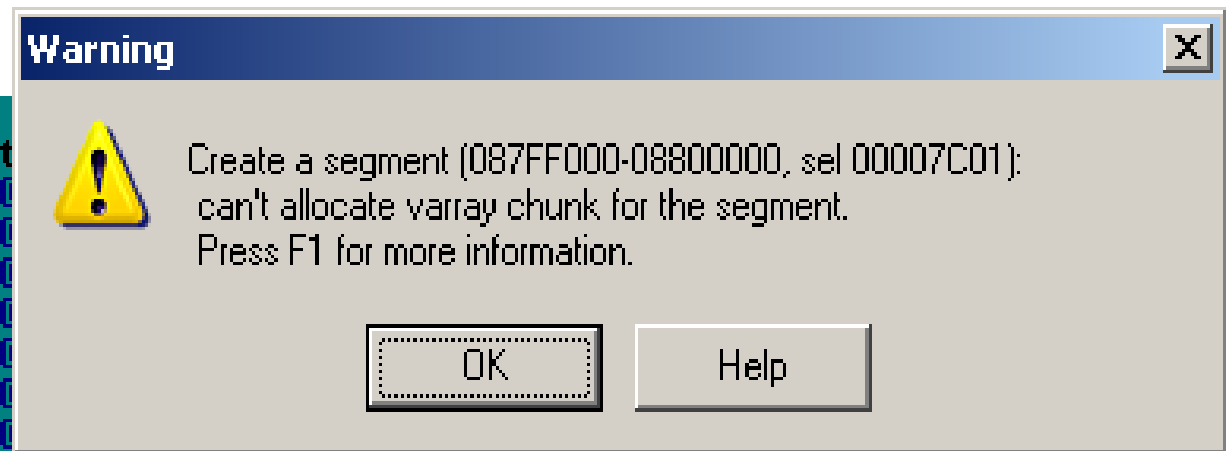 Warning
Create a segment (087FF000-08800000, sel 00007C01):
can't allocate varray chunk for the segment.
Press F1 for more information.
OK
Help